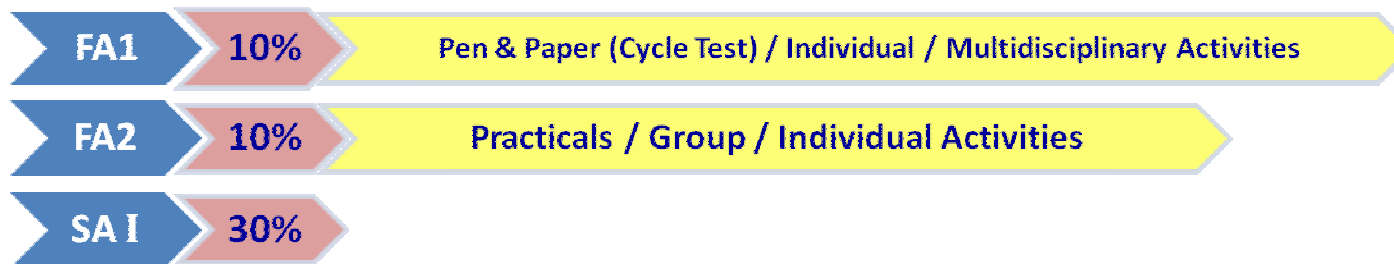 FA1 10% Pen & Paper (Cycle Test) / Individual / Multidisciplinary Activities
FA2 10% Practicals / Group / Individual Activities
SA I 30%